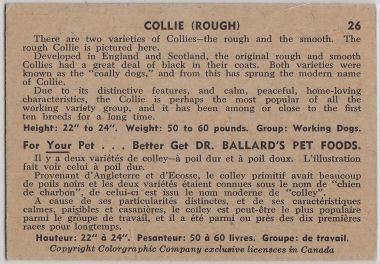 COLLIE (ROUGH) 26
There are two varieties of Collies—the rough and the smooth. The
rough Collie is pictured here.
Developed in England and Scotland, the original rough and smooth
Collies had a great deal of black in their coats. Both varieties were
known as the "coally dogs," and from this has sprung the modern name
of Collie.
Due to its distinctive features, and calm, peaceful, home-loving
characteristics, the Collie is perhaps the most popular of all the
working variety group, and it has been among or close to the first
ten breeds for a long time.
Height: 22" to 24". Weight: 50 to 60 pounds. Group: Working Dogs.
For Your Pet . . . Better Get DR. BALLARD'S PET FOODS.
Il y a deux variétés de colley—à poil dur et à poil doux. L'illustration
fait voir celui à poil dur.
Provenant d'Angleterre et d'Ecosse, le colley primitif avait beaucoup
de poils noirs et les deux variétés étaient connues sous le nom de "chien
de charbon", de celui-ci est issu le nom moderne de "colley".
A cause de ses particularités distinctes, et de ses caractéristiques
calmes, paisibles et casanières, le colley est peut-être le plus populaire
parmi le groupe de travail, et il a été parmi ou près des dix premières
races pour longtemps.
Hauteur: 22" à 24". Pesanteur: 50 à 60 livres. Groupe: de travail.
Copyright Colorgraphic Company exclusive licensees in Canada